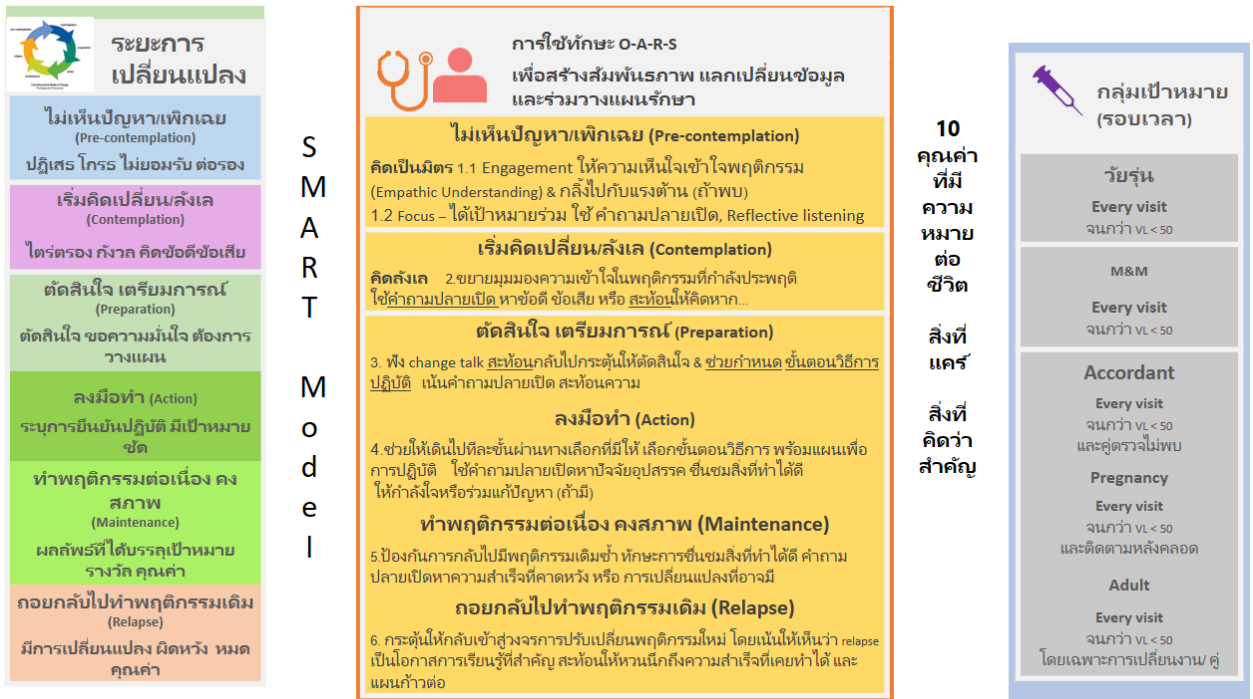 ระยะการ
เปลี่ยนแปลง
ไม่เห็นปัญหา/เพิกเฉย
(Pre-contemplation)
ปฏิเสธ โกรธ ไม่ยอมรับ ต่อรอง
เริ่มคิดเปลี่ยน/ลังเล
(Contemplation)
ไตร่ตรอง กังวล คิดข้อดีข้อเสีย
ตัดสินใจ เตรียมการณ์
(Preparation)
ตัดสินใจ ขอความมั่นใจ ต้องการ
วางแผน
ลงมือทำ (Action)
ระบุการยืนยันปฏิบัติ มีเป้าหมาย
ชัด
ทำพฤติกรรมต่อเนื่อง คง
สภาพ
(Maintenance)
ผลลัพธ์ที่ได้บรรลุเป้าหมาย
รางวัล คุณค่า
ถอยกลับไปทำพฤติกรรมเดิม
(Relapse)
มีการเปลี่ยนแปลง ผิดหวัง หมด
คุณค่า
S
M
A
R
T
M
o
d
e
l
การใช้ทักษะ O-A-R-S
เพื่อสร้างสัมพันธภาพ แลกเปลี่ยนข้อมูล
และร่วมวางแผนรักษา
ไม่เห็นปัญหา/เพิกเฉย (Pre-contemplation)
คิดเป็นมิตร 1.1 Engagement ให้ความเห็นใจเข้าใจพฤติกรรม
(Empathic Understanding) & กลิ้งไปกับแรงต้าน (ถ้าพบ)
1.2 Focus – ได้เป้าหมายร่วม ใช้ คำถามปลายเปิด, Reflective listening
เริ่มคิดเปลี่ยน/ลังเล (Contemplation)
คิดลังเล 2.ขยายมุมมองความเข้าใจในพฤติกรรมที่กำลังประพฤติ
ใช้คำถามปลายเปิด หาข้อดี ข้อเสีย หรือ สะท้อนให้คิดหาก...
ตัดสินใจ เตรียมการณ์ (Preparation)
3. ฟัง change talk สะท้อนกลับไปกระตุ้นให้ตัดสินใจ & ช่วยกำหนด ขั้นตอนวิธีการ
ปฏิบัติ เน้นคำถามปลายเปิด สะท้อนความ
ลงมือทำ (Action)
4.ช่วยให้เดินไปทีละขั้นผ่านทางเลือกที่มีให้ เลือกขั้นตอนวิธีการ พร้อมแผนเพื่อ
การปฏิบัติ ใช้คำถามปลายเปิดหาปัจจัยอุปสรรค ชื่นชมสิ่งที่ทำได้ดี
ให้กำลังใจหรือร่วมแก้ปัญหา (ถ้ามี)
ทำพฤติกรรมต่อเนื่อง คงสภาพ (Maintenance)
5.ป้องกันการกลับไปมีพฤติกรรมเดิมซ้ำ ทักษะการชื่นชมสิ่งที่ทำได้ดี คำถาม
ปลายเปิดหาความสำเร็จที่คาดหวัง หรือ การเปลี่ยนแปลงที่อาจมี
ถอยกลับไปทำพฤติกรรมเดิม (Relapse)
6. กระตุ้นให้กลับเข้าสู่วงจรการปรับเปลี่ยนพฤติกรรมใหม่ โดยเน้นให้เห็นว่า relapse
เป็นโอกาสการเรียนรู้ที่สำคัญ สะท้อนให้หวนนึกถึงความสำเร็จที่เคยทำได้ และ
แผนก้าวต่อ
10
คุณค่า
ที่มี
ความ
หมาย
ต่อ
ชีวิต
สิ่งที่
แคร์
สิ่งที่
คิดว่า
สำคัญ
กลุ่มเป้าหมาย
(รอบเวลา)
วัยรุ่น
Every visit
จนกว่า VL < 50
M&M
Every visit
จนกว่า VL < 50
Accordant
Every visit
จนกว่า VL < 50
และคู่ตรวจไม่พบ
Pregnancy
Every visit
จนกว่า VL < 50
และติดตามหลังคลอด
Adult
Every visit
จนกว่า VL < 50
โดยเฉพาะการเปลี่ยนงาน/ คู่